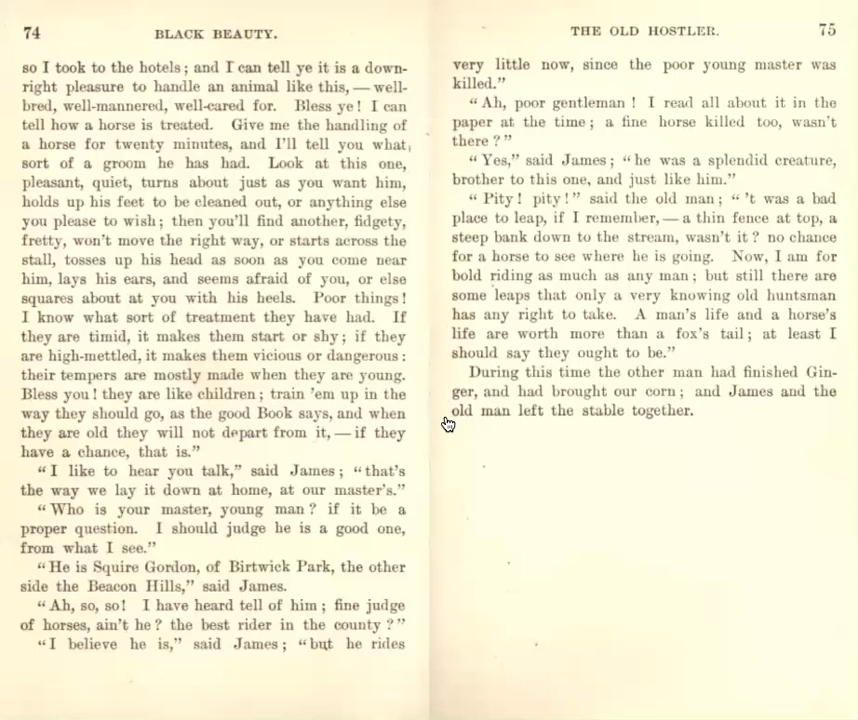 74 BLACK BEAUTY.
so I took to the hotels; and I can tell ye it is a down-
right pleasure to handle an animal like this, — well-
bred, well-mannered, well-cared for. Bless ye! I can
tell how a horse is treated. Give me the handling of
a horse for twenty minutes, and I'll tell you what
sort of a groom he has had. Look at this one,
pleasant, quiet, turns about just as you want him,
holds up his feet to be cleaned out, or anything else
you please to wish; then you'll find another, fidgety,
fretty, won't move the right way, or starts across the
stall, tosses up his head as soon as you come near
him, lays his ears, and seems afraid of you, or else
squares about at you with his heels. Poor things!
I know what sort of treatment they have had. If
they are timid, it makes them start or shy; if they
are high-mettled, it makes them vicious or dangerous:
their tempers are mostly made when they are young.
Bless you! they are like children; train 'em up in the
way they should go, as the good Book says, and when
they are old they will not depart from it, — if they
have a chance, that is."
"I like to hear you talk," said James; "that's
the way we lay it down at home, at our master's."
"Who is your master, young man? if it be a
proper question. I should judge he is a good one,
from what I see."
"He is Squire Gordon, of Birtwick Park, the other
side the Beacon Hills," said James.
"Ah, so, so! I have heard tell of him; fine judge
of horses, ain't he? the best rider in the county?"
"I believe he is," said James; "but he rides
THE OLD HOSTLER. 75
very little now, since the poor young master was
killed."
"Ah, poor gentleman! I read all about it in the
paper at the time; a fine horse killed too, wasn't
there?"
"Yes," said James; "he was a splendid creature,
brother to this one, and just like him."
"Pity! pity!" said the old man; "'t was a bad
place to leap, if I remember, — a thin fence at top, a
steep bank down to the stream, wasn't it? no chance
for a horse to see where he is going. Now, I am for
bold riding as much as any man; but still there are
some leaps that only a very knowing old huntsman
has any right to take. A man's life and a horse's
life are worth more than a fox's tail; at least I
should say they ought to be."
During this time the other man had finished Gin-
ger, and had brought our corn; and James and the
old man left the stable together.